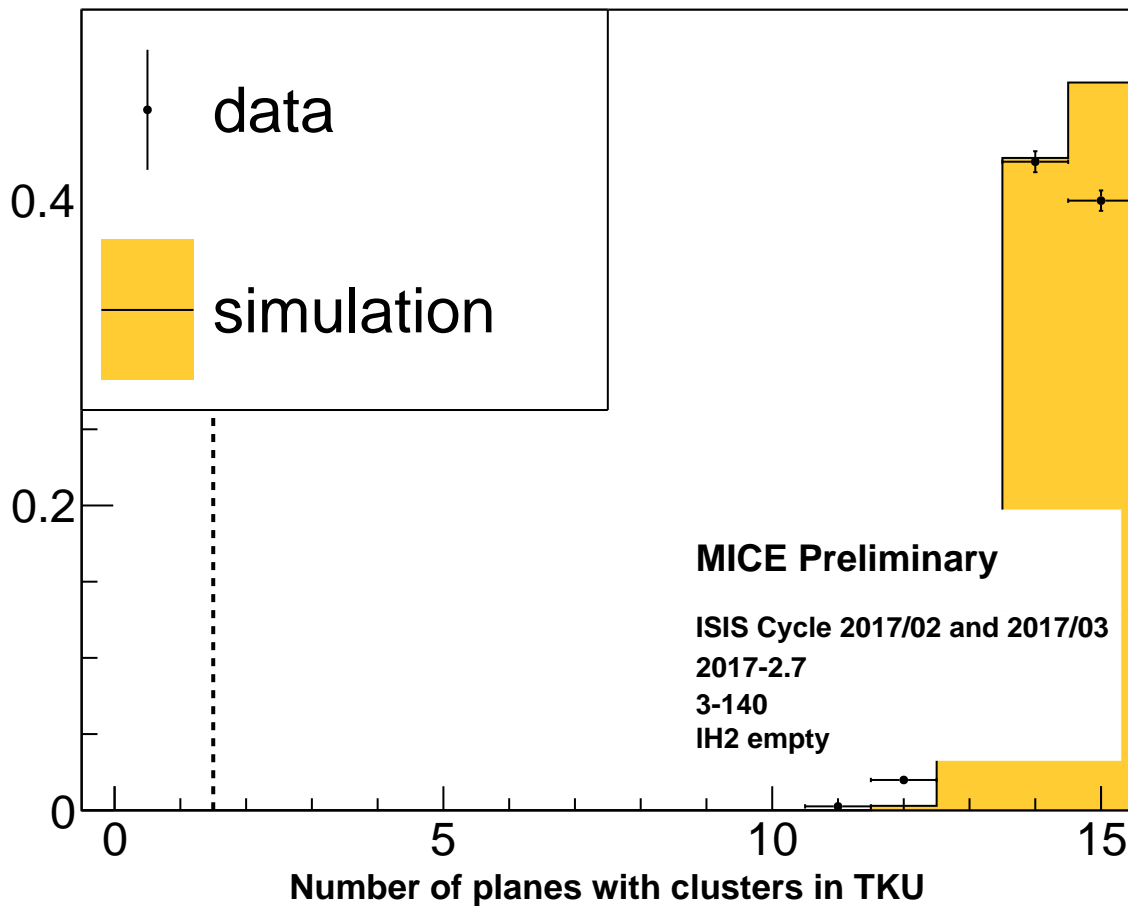 data
simulation
0.4
0.2
0
MICE Preliminary
ISIS Cycle 2017/02 and 2017/03
2017-2.7
3-140
IH2 empty
0 5 10 15
Number of planes with clusters in TKU